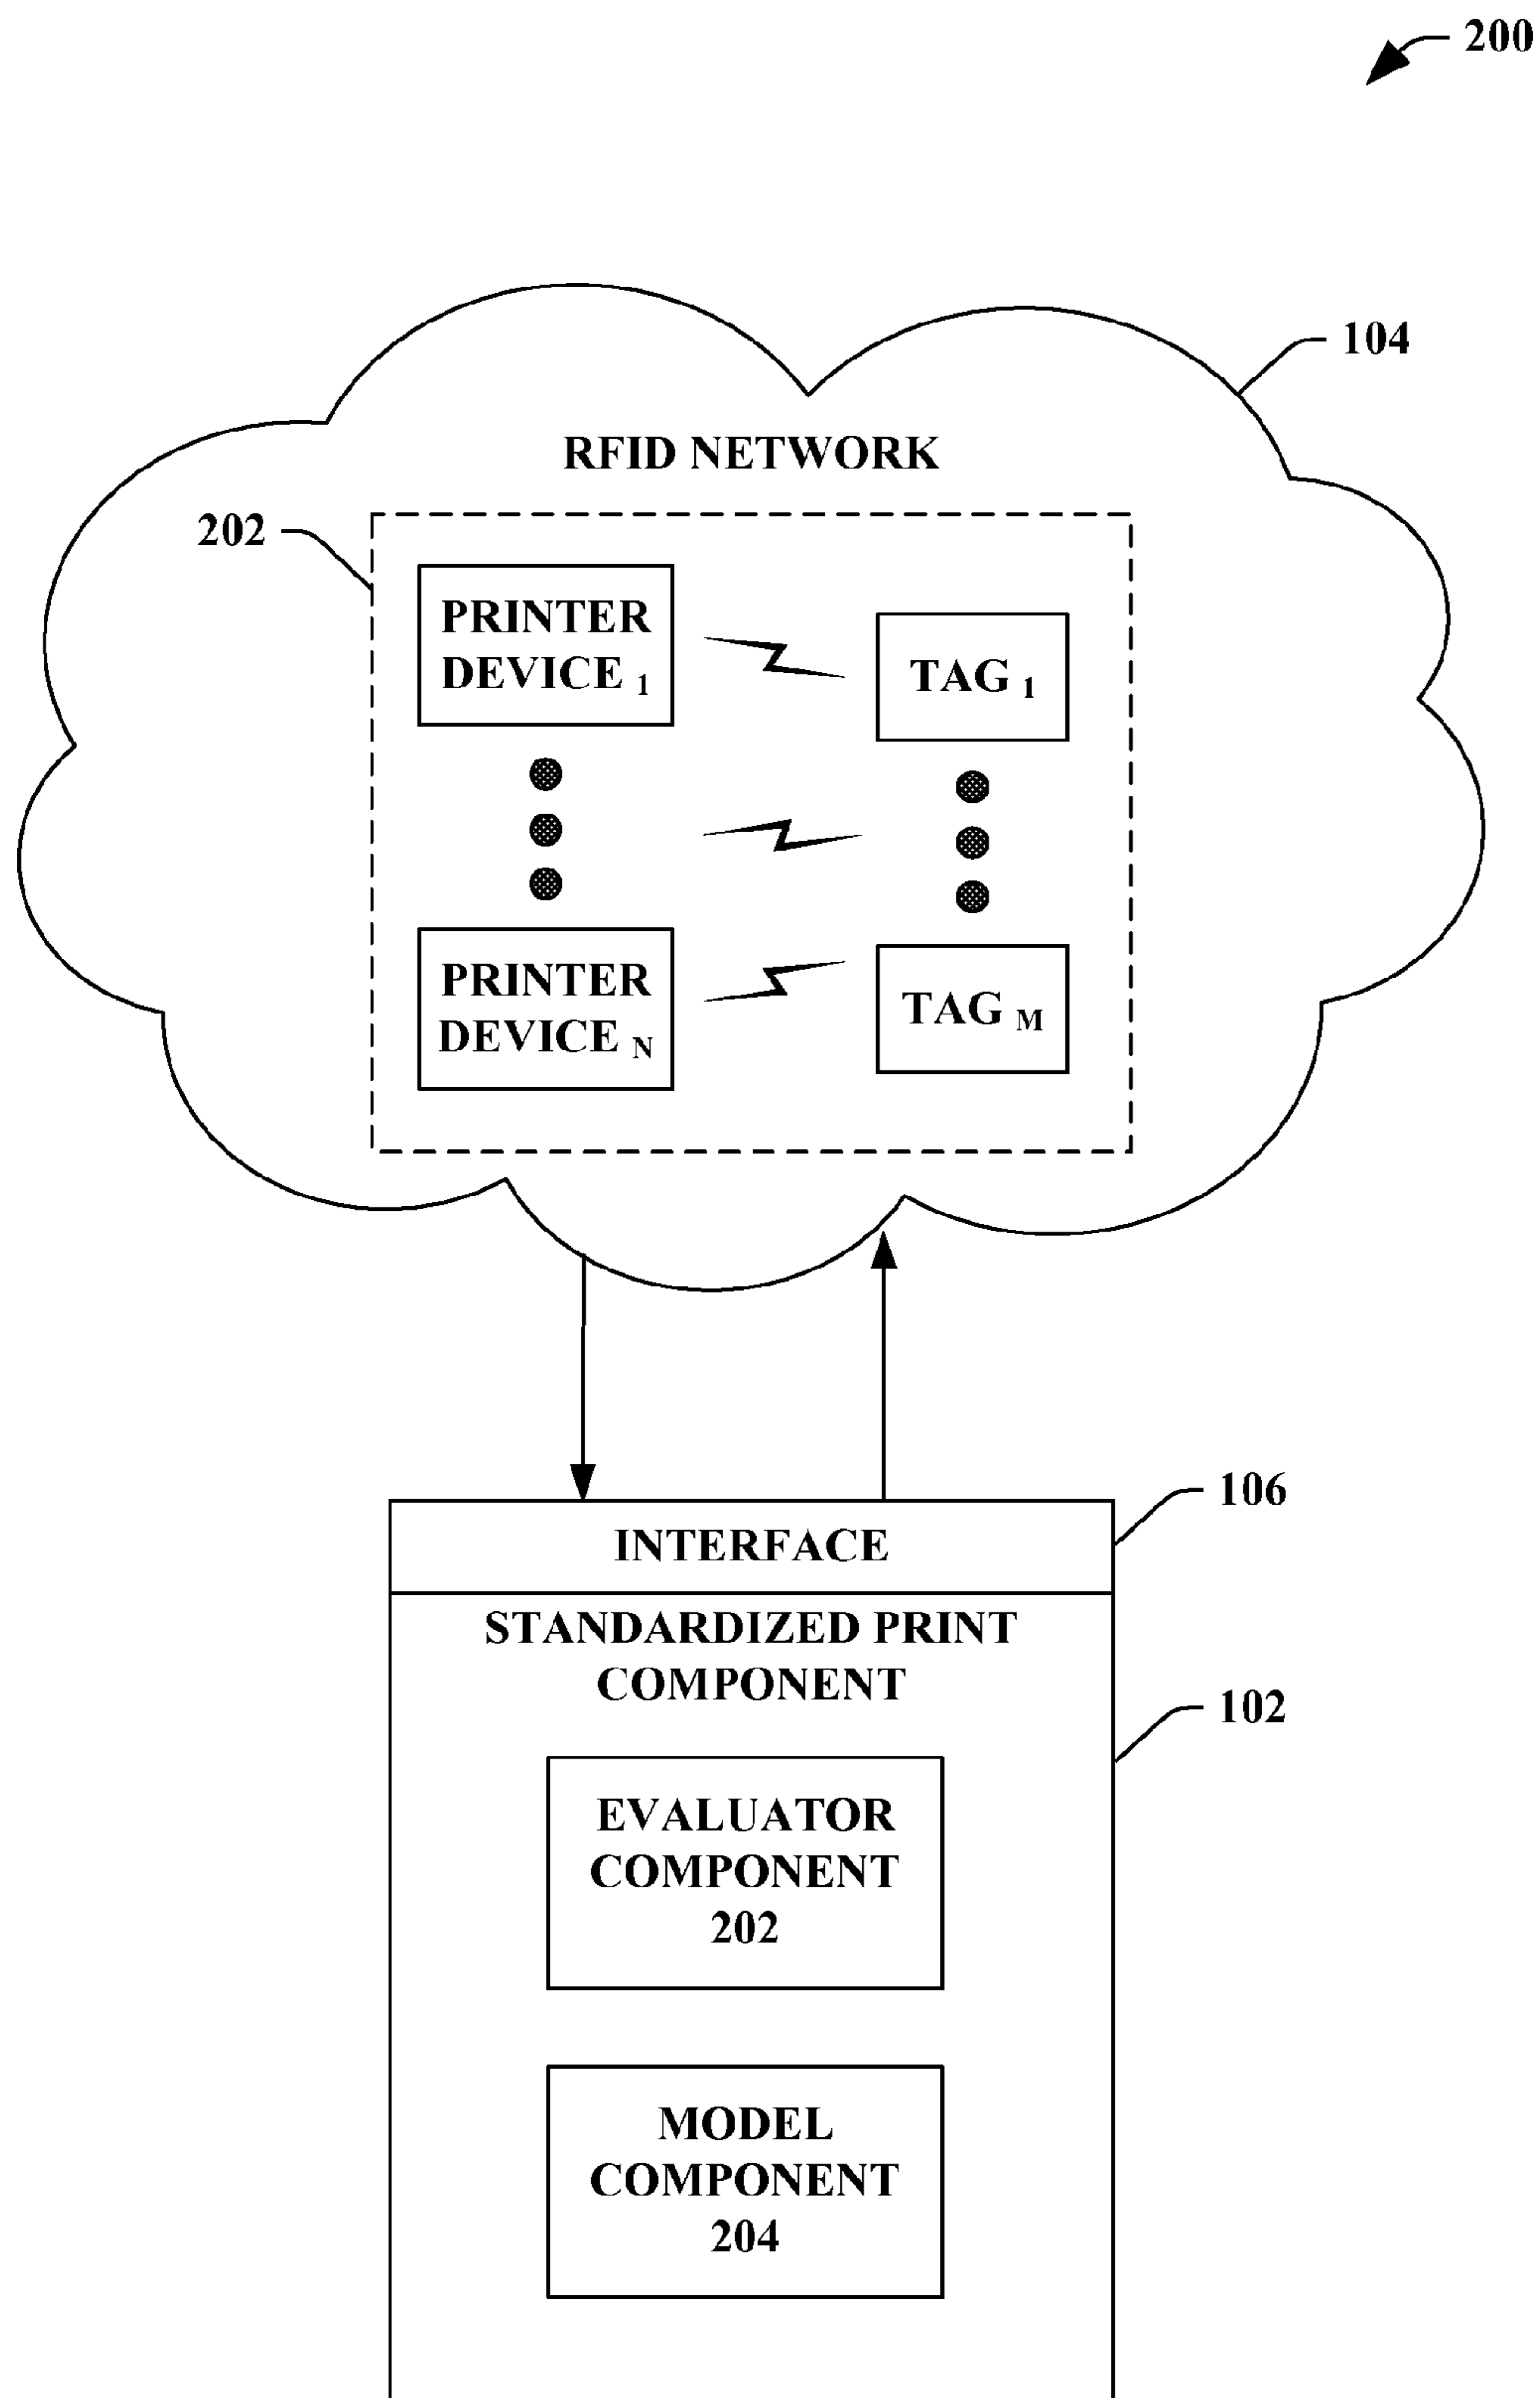 200
104
RFID NETWORK
202
PRINTER
DEVICE 1
TAG 1
PRINTER
DEVICE N
TAG M
106
INTERFACE
STANDARDIZED PRINT
COMPONENT
102
EVALUATOR
COMPONENT
202
MODEL
COMPONENT
204